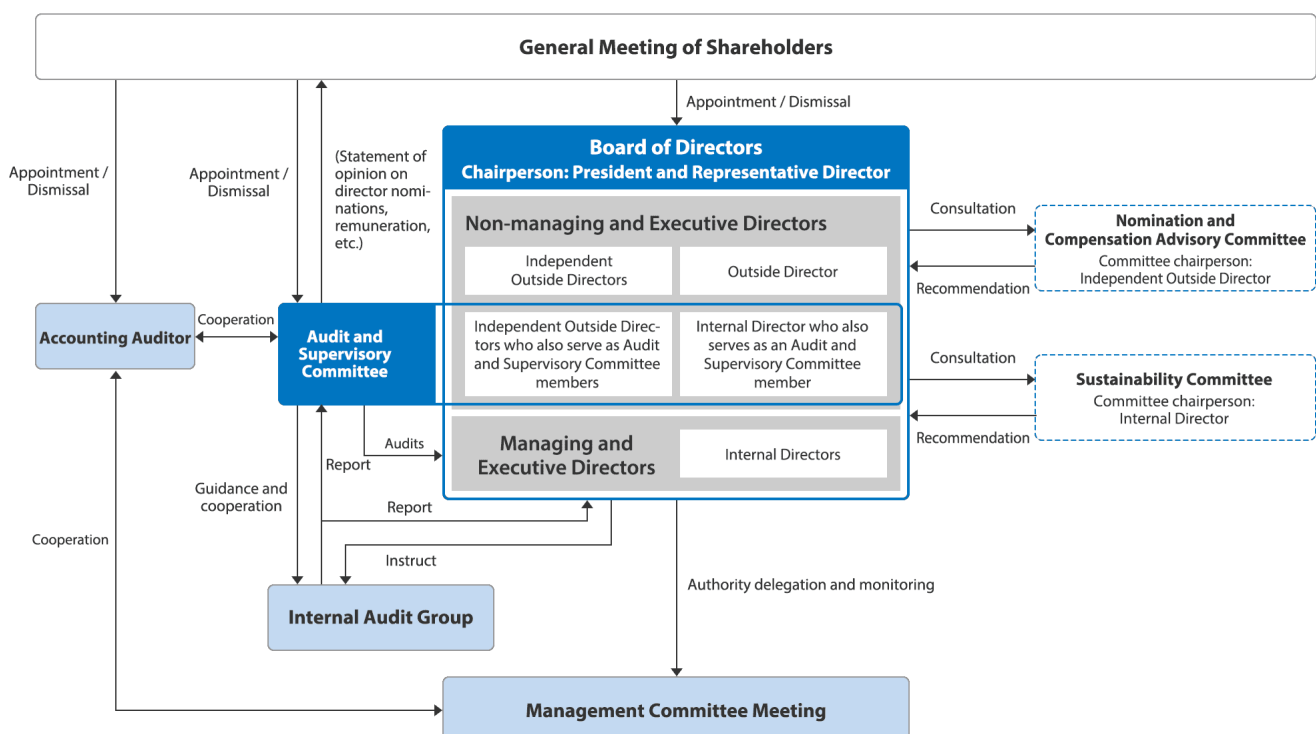 General Meeting of Shareholders
Appointment / Dismissal
Appointment /
Dismissal
Appointment /
Dismissal
(Statement of
opinion on
director nomi-
nations,
remuneration,
etc.)
Board of Directors
Chairperson: President and Representative Director
Non-managing and Executive Directors
Independent
Outside Directors
Outside Director
Independent Outside Direc-
tors who also serve as Audit
and Supervisory Committee
members
Internal Director who also
serves as an Audit and
Supervisory Committee
member
Managing and
Executive Directors
Internal Directors
Consultation
Recommendation
Nomination and
Compensation Advisory Committee
Committee chairperson:
Independent Outside Director
Consultation
Recommendation
Sustainability Committee
Committee chairperson:
Internal Director
Accounting Auditor
Cooperation
Audit and
Supervisory
Committee
Audits
Report
Guidance and
cooperation
Report
Instruct
Cooperation
Internal Audit Group
Authority delegation and monitoring
Management Committee Meeting